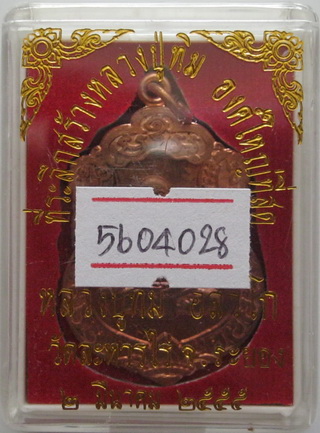 ที่ระลึกสร้างหลวงปู่ทิม องค์ใหญ่ที่สุด
5604028
หลวงปู่ทิม อิสริโก
วัดละหารไร่ จ.ระยอง
๒ มีนาคม ๒๕๕๕